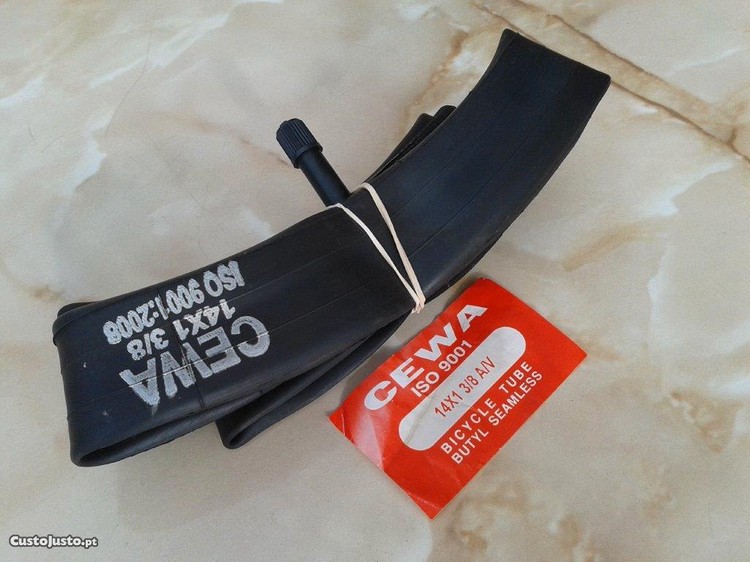 CEWA
14X1 3/8
ISO 9001:2008
CEWA
ISO 9001
14X1 3/8 A/V
BICYCLE TUBE
BUTYL SEAMLESS
CustoJusto.pt